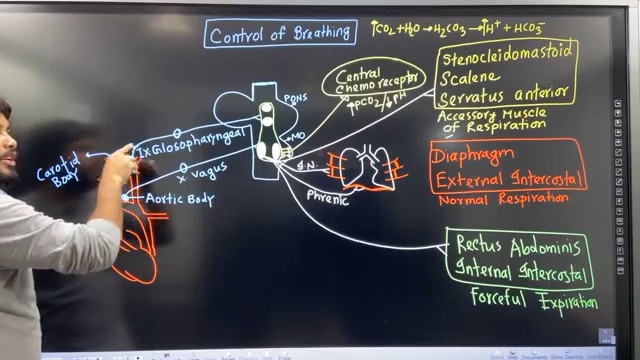 Control of Breathing
↑CO2 + H2O → H2CO3 → ↑H+ + HCO3-
Central
Chemoreceptor
↑PCO2/↓PH
Stenocleidomastoid
Scalene
Serratus anterior
Accessory Muscle
of Respiration
PONS
MO
IX Glosopharyngeal
X vagus
Carotid
Body
Aortic Body
I.N.
Phrenic
Diaphragm
External Intercostal
Normal Respiration
Rectus Abdominis
Internal Intercostal
Forceful Expiration